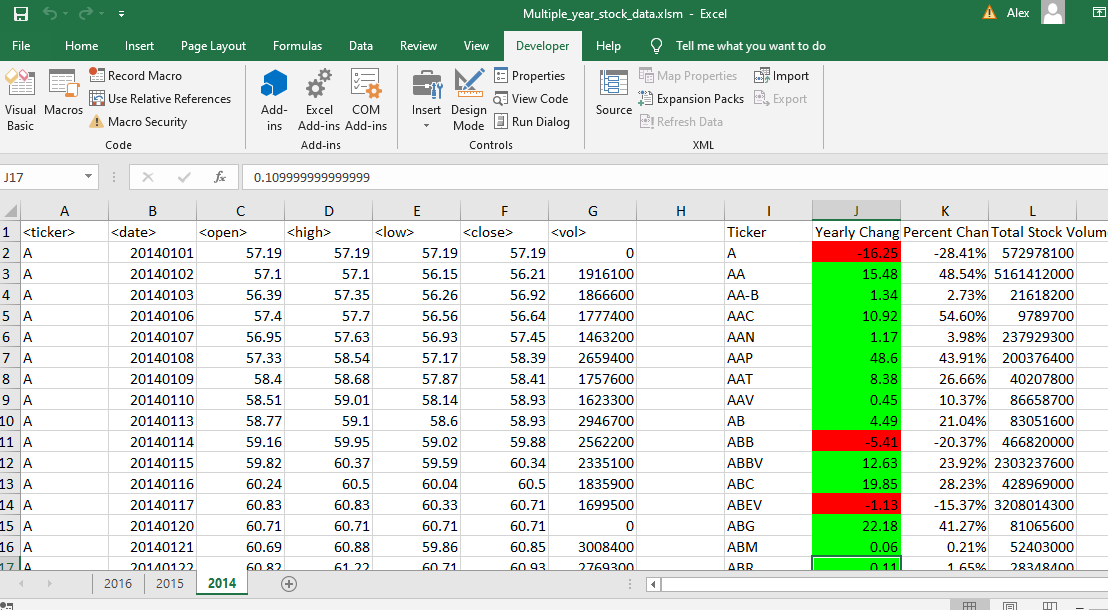 Multiple_year_stock_data.xlsm - Excel Alex
File Home Insert Page Layout Formulas Data Review View Developer Help Tell me what you want to do
Visual Basic
Macros
Record Macro
Use Relative References
Macro Security
Code
Add-ins
Excel Add-ins
COM Add-ins
Add-ins
Insert
Design Mode
Properties
View Code
Run Dialog
Controls
Source
Map Properties
Expansion Packs
Refresh Data
Import
Export
XML
J17 fx 0.109999999999999
A B C D E F G H I J K L
1 <ticker> <date> <open> <high> <low> <close> <vol> Ticker Yearly Chang Percent Chan Total Stock Volum
2 A 20140101 57.19 57.19 57.19 57.19 0 A -16.25 -28.41% 572978100
3 A 20140102 57.1 57.1 56.15 56.21 1916100 AA 15.48 48.54% 5161412000
4 A 20140103 56.39 57.35 56.26 56.92 1866600 AA-B 1.34 2.73% 21618200
5 A 20140106 57.4 57.7 56.56 56.64 1777400 AAC 10.92 54.60% 9789700
6 A 20140107 56.95 57.63 56.93 57.45 1463200 AAN 1.17 3.98% 237929300
7 A 20140108 57.33 58.54 57.17 58.39 2659400 AAP 48.6 43.91% 200376400
8 A 20140109 58.4 58.68 57.87 58.41 1757600 AAT 8.38 26.66% 40207800
9 A 20140110 58.51 59.01 58.14 58.93 1623300 AAV 0.45 10.37% 86658700
10 A 20140113 58.77 59.1 58.6 58.93 2946700 AB 4.49 21.04% 83051600
11 A 20140114 59.16 59.95 59.02 59.88 2562200 ABB -5.41 -20.37% 466820000
12 A 20140115 59.82 60.37 59.59 60.34 2335100 ABBV 12.63 23.92% 2303237600
13 A 20140116 60.24 60.5 60.04 60.5 1835900 ABC 19.85 28.23% 428969000
14 A 20140117 60.83 60.83 60.33 60.71 1699500 ABEV -1.13 -15.37% 3208014300
15 A 20140120 60.71 60.71 60.71 60.71 0 ABG 22.18 41.27% 81065600
16 A 20140121 60.69 60.88 59.86 60.85 3008400 ABM 0.06 0.21% 52403000
17 A 20140122 60.82 61.22 60.71 60.93 2769300 ABR 0.11 1.65% 28348400
2016 2015 2014